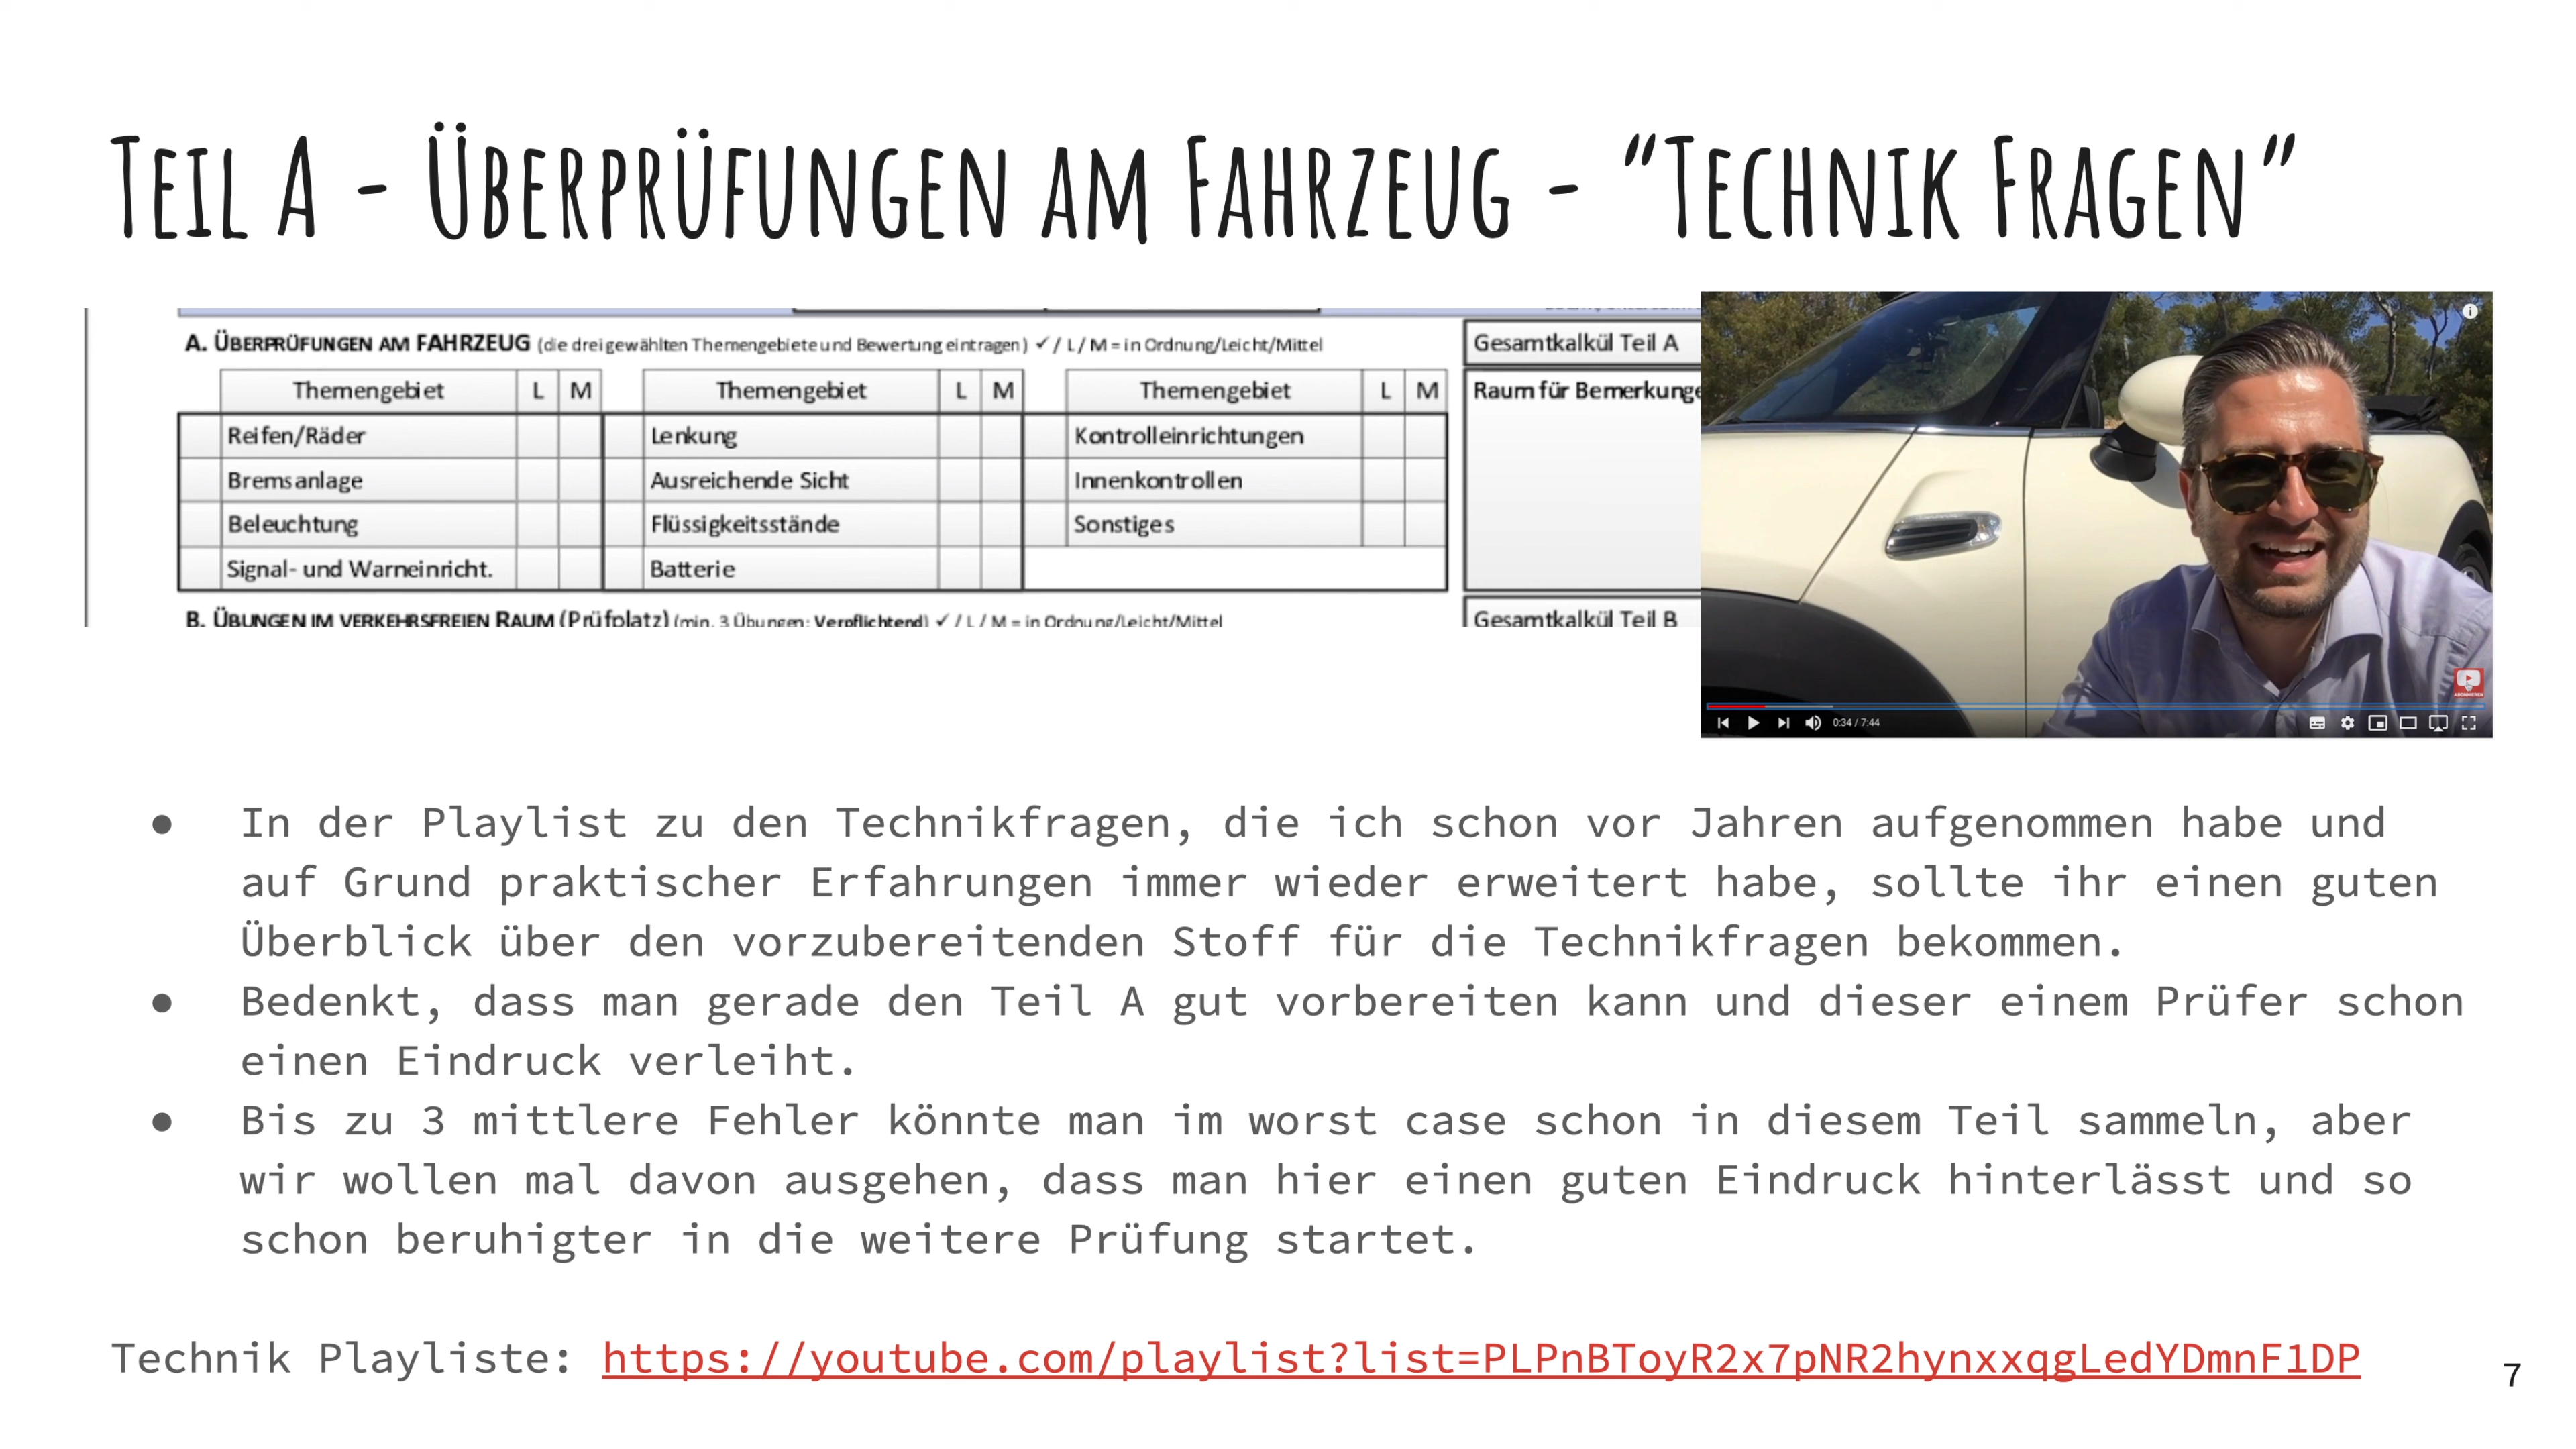 Teil A - Überprüfungen am Fahrzeug - “Technik Fragen”
A. ÜBERPRÜFUNGEN AM FAHRZEUG (die drei gewählten Themengebiete und Bewertung eintragen) ✓ / L / M = in Ordnung/Leicht/Mittel
Gesamtkalkül Teil A
Themengebiet L M Themengebiet L M Themengebiet L M
Raum für Bemerkunge
Reifen/Räder Lenkung Kontrolleinrichtungen
Bremsanlage Ausreichende Sicht Innenkontrollen
Beleuchtung Flüssigkeitsstände Sonstiges
Signal- und Warneinricht. Batterie
B. ÜBUNGEN IM VERKEHRSFREIEN RAUM (Prüfplatz) (min. 3 Übungen: Verpflichtend) ✓ / L / M = in Ordnung/Leicht/Mittel
Gesamtkalkül Teil B
ABONNIEREN
0:34 / 7:44
● In der Playlist zu den Technikfragen, die ich schon vor Jahren aufgenommen habe und
auf Grund praktischer Erfahrungen immer wieder erweitert habe, sollte ihr einen guten
Überblick über den vorzubereitenden Stoff für die Technikfragen bekommen.
● Bedenkt, dass man gerade den Teil A gut vorbereiten kann und dieser einem Prüfer schon
einen Eindruck verleiht.
● Bis zu 3 mittlere Fehler könnte man im worst case schon in diesem Teil sammeln, aber
wir wollen mal davon ausgehen, dass man hier einen guten Eindruck hinterlässt und so
schon beruhigter in die weitere Prüfung startet.
Technik Playliste: https://youtube.com/playlist?list=PLPnBToyR2x7pNR2hynxxqgLedYDmnF1DP
7